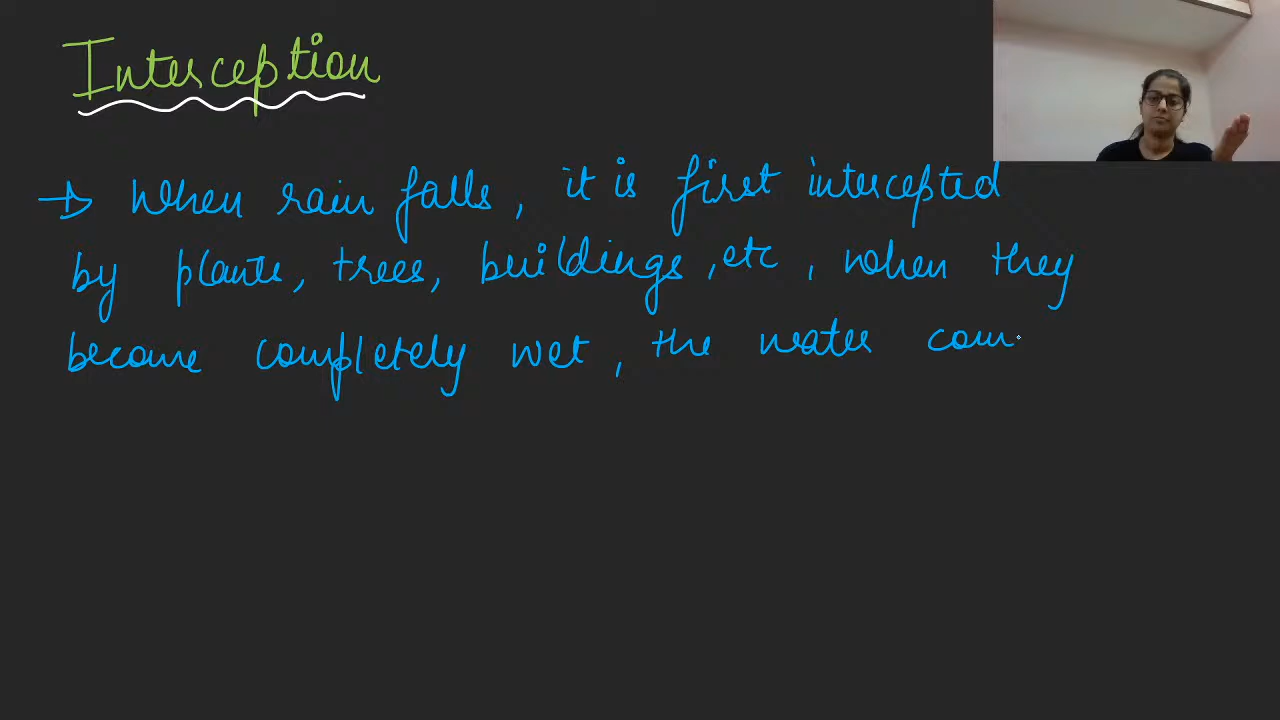 Interception
→ When rain falls, it is first intercepted
by plants, trees, buildings, etc, when they
become completely wet, the water com